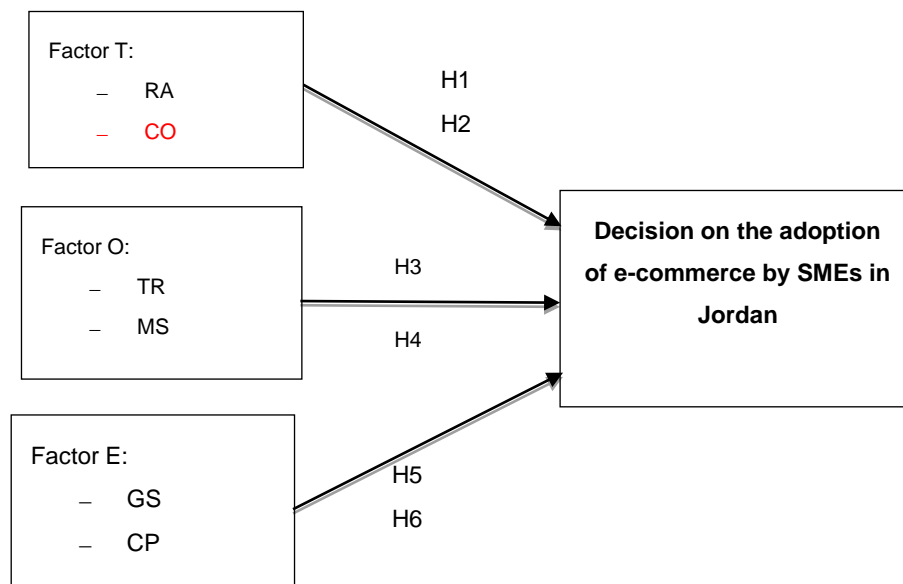 Factor T:
– RA
– CO
H1
H2
Factor O:
– TR
– MS
H3
H4
Decision on the adoption
of e-commerce by SMEs in
Jordan
Factor E:
– GS
– CP
H5
H6